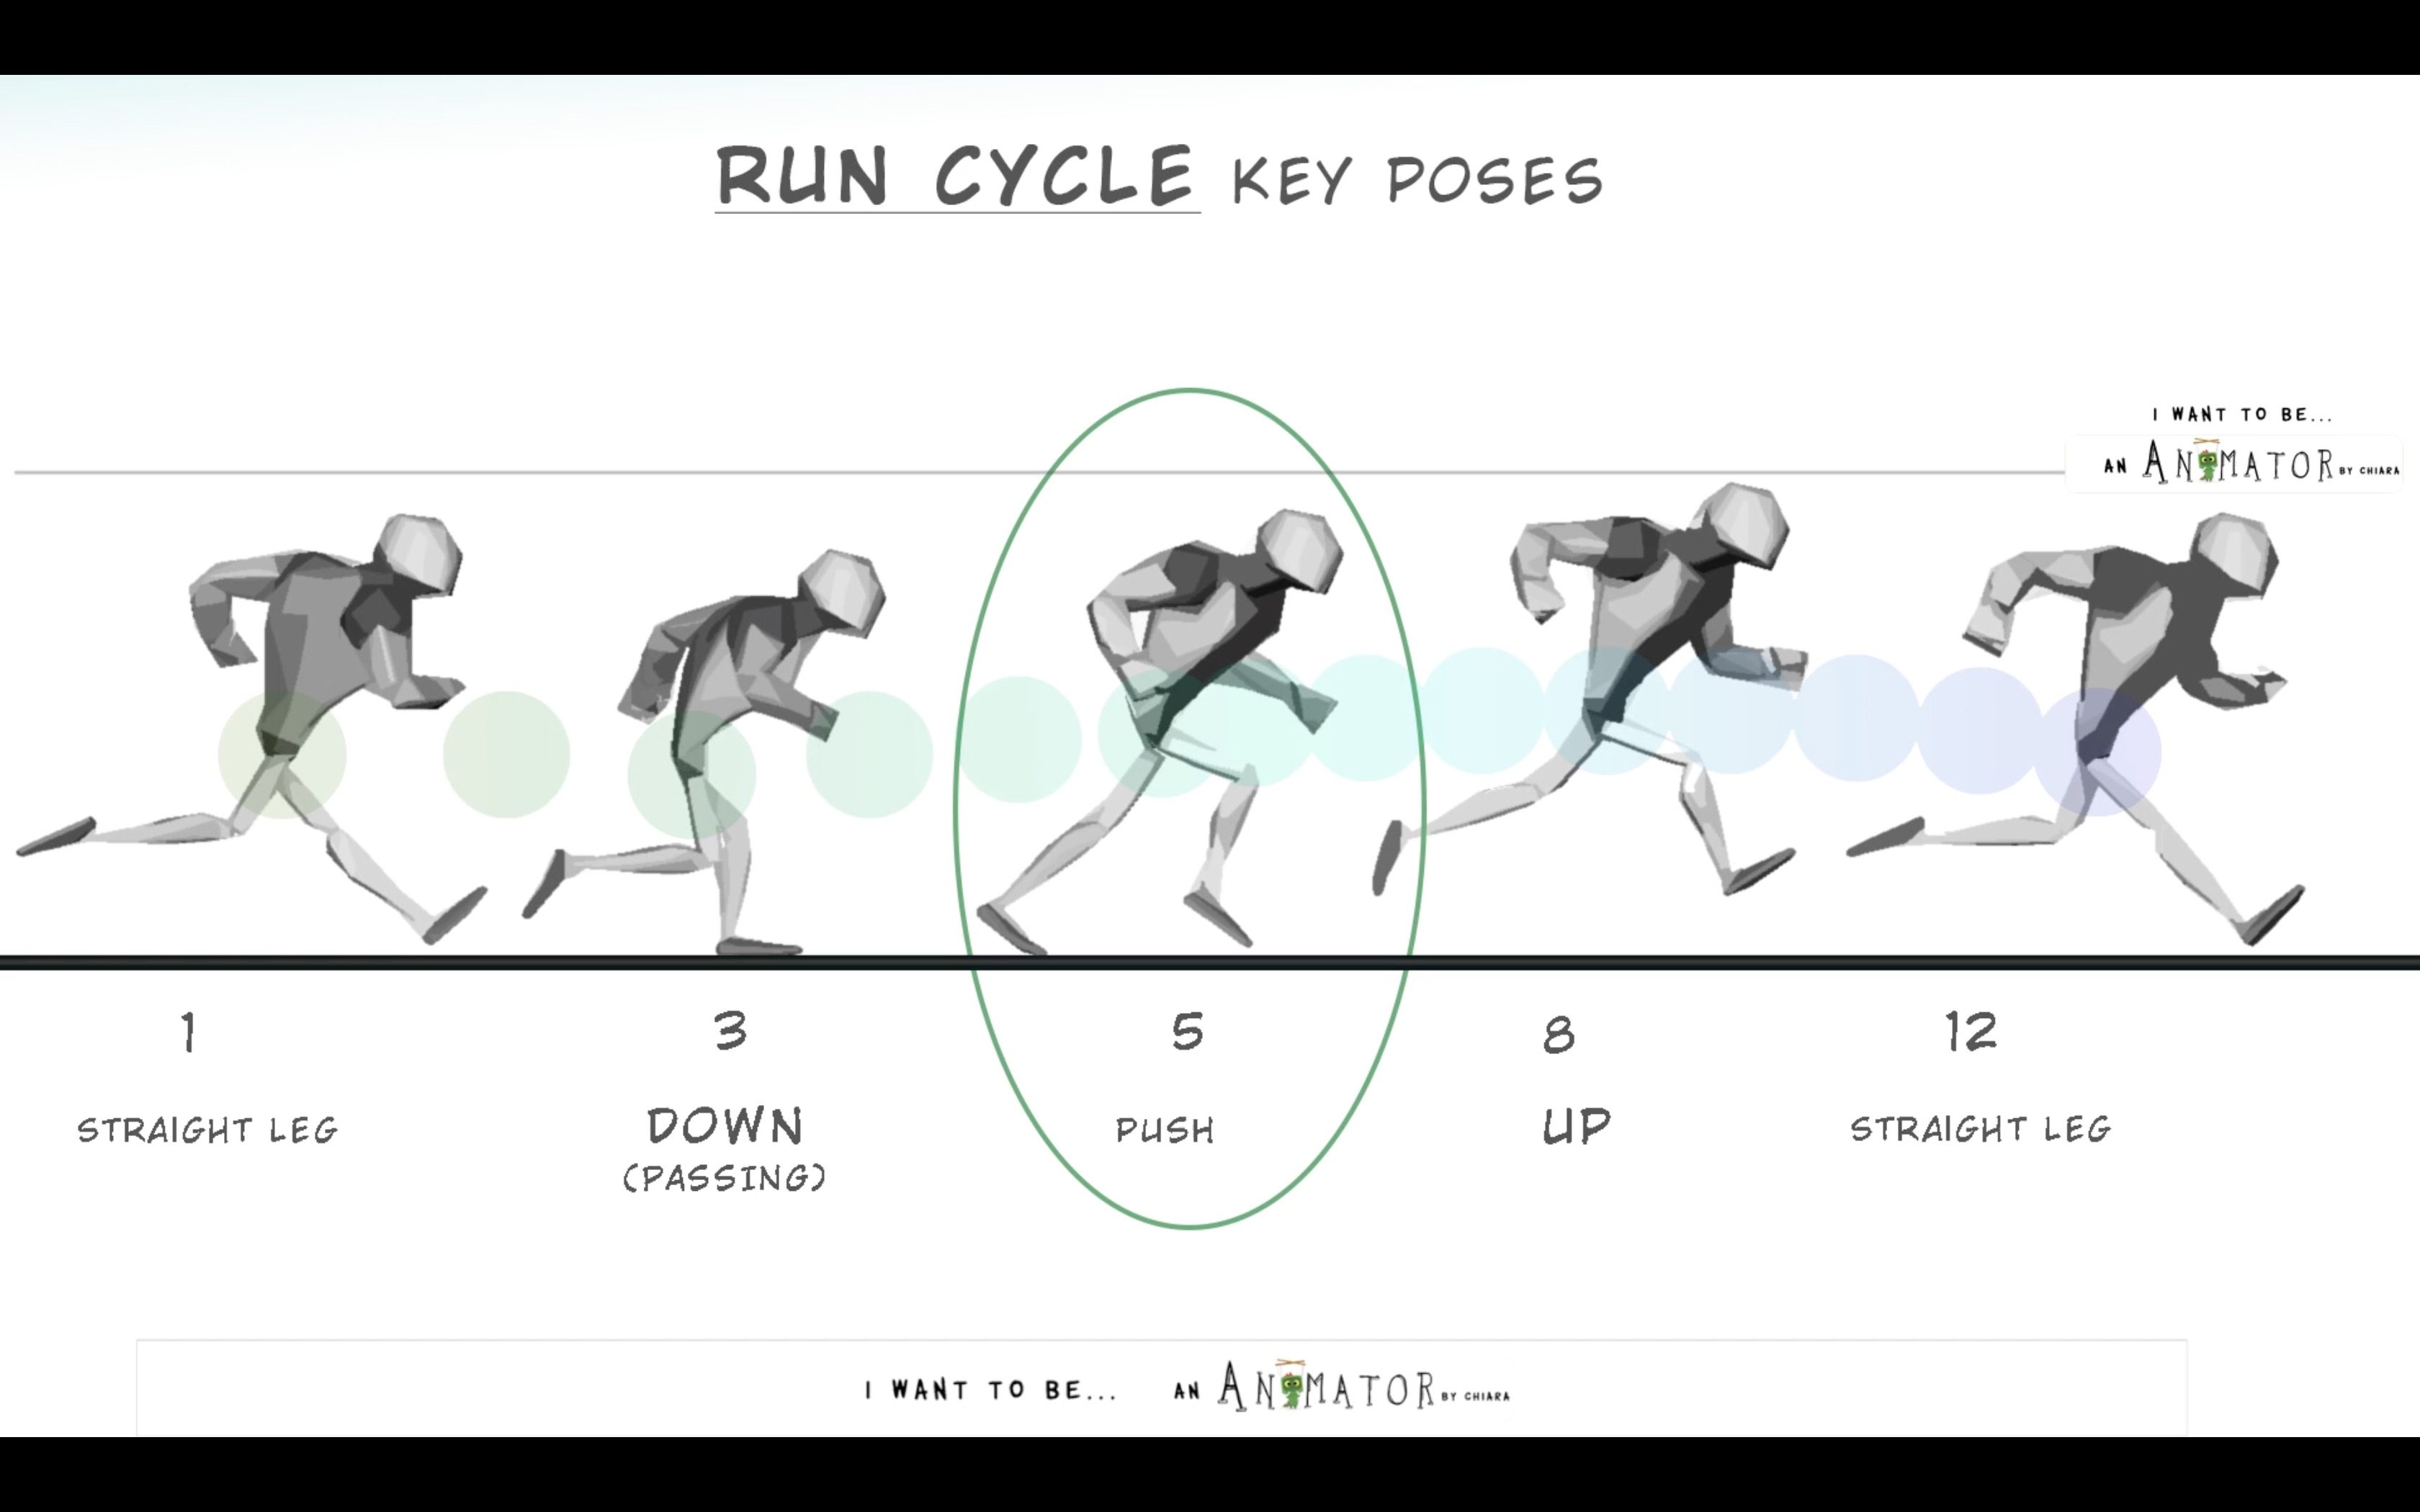 RUN CYCLE KEY POSES
I WANT TO BE...
AN ANIMATOR BY CHIARA
1 3 5 8 12
STRAIGHT LEG DOWN PUSH UP STRAIGHT LEG
(PASSING)
I WANT TO BE... AN ANIMATOR BY CHIARA